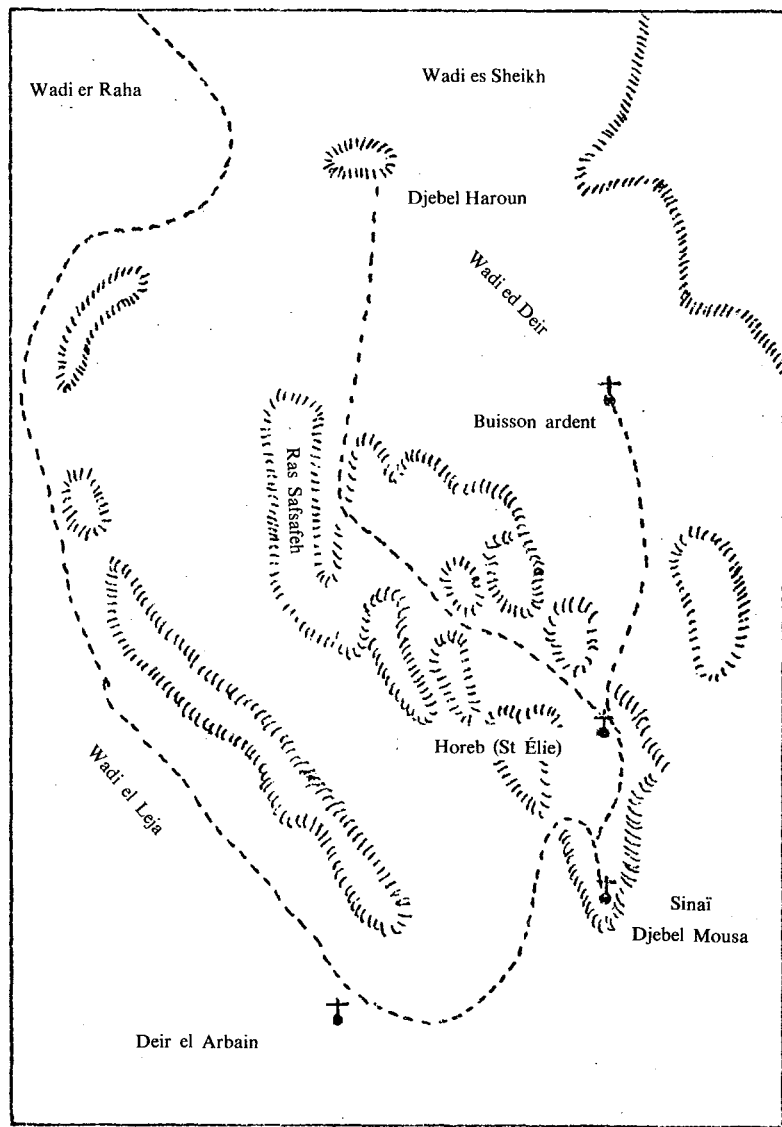 Wadi er Raha
Wadi es Sheikh
Djebel Haroun
Wadi ed Deir
Buisson ardent
Ras Safsafeh
Horeb (St Élie)
Wadi el Leja
Sinaï
Djebel Mousa
Deir el Arbain